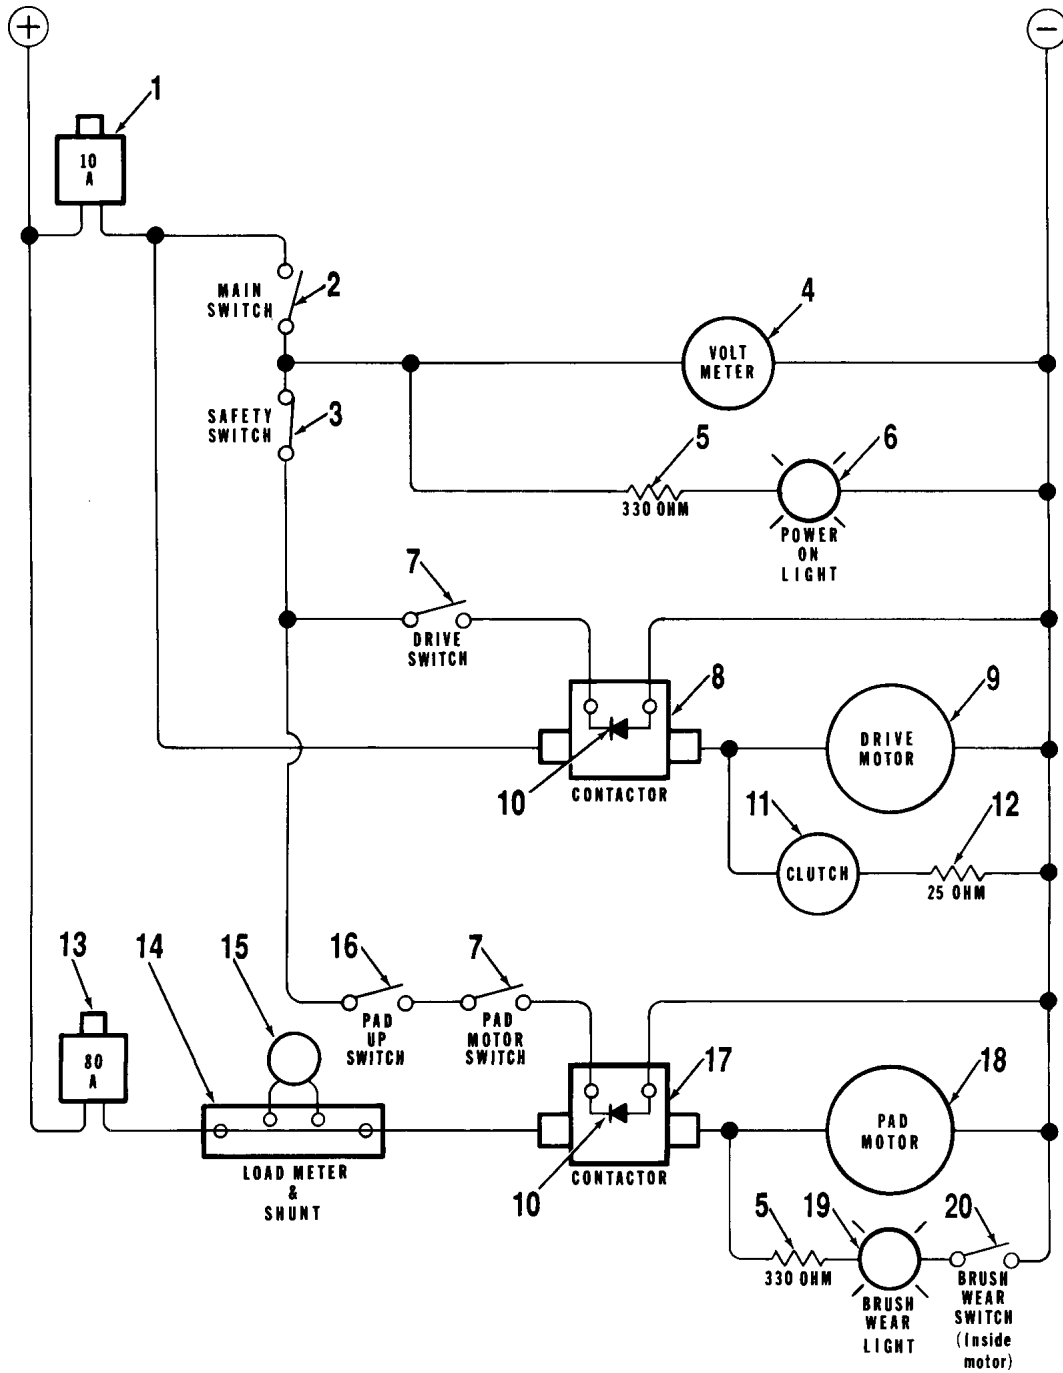 +
−
1
10
A
2
MAIN
SWITCH
4
VOLT
METER
3
SAFETY
SWITCH
5
330 OHM
6
POWER
ON
LIGHT
7
DRIVE
SWITCH
8
9
DRIVE
MOTOR
10
CONTACTOR
11
12
CLUTCH
25 OHM
13
14
15
16
7
80
A
PAD
UP
SWITCH
PAD
MOTOR
SWITCH
17
18
PAD
MOTOR
LOAD METER
&
SHUNT
10
CONTACTOR
5
19
20
330 OHM
BRUSH
WEAR
LIGHT
BRUSH
WEAR
SWITCH
(Inside
motor)